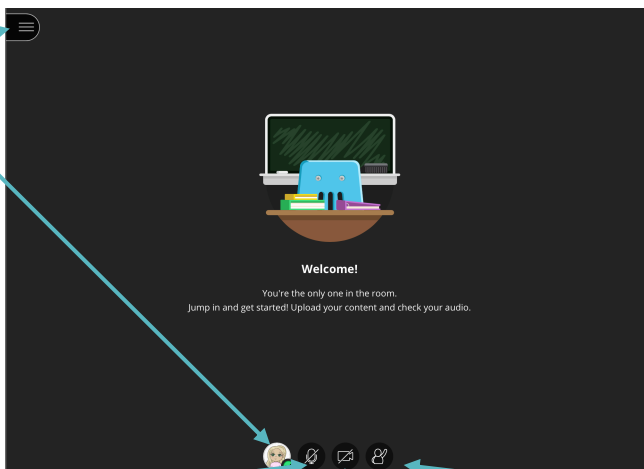 Welcome!
You're the only one in the room.
Jump in and get started! Upload your content and check your audio.